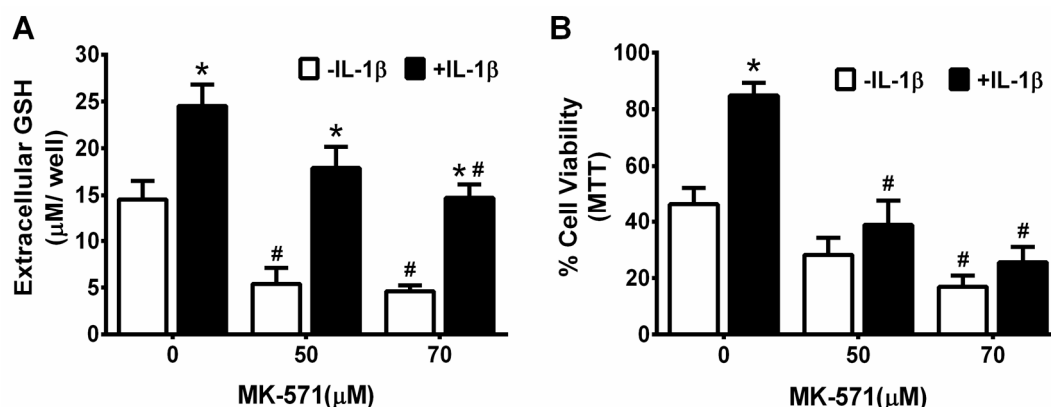 A
Extracellular GSH
(μM/ well)
30
25
20
15
10
5
0
-IL-1β +IL-1β
*
*
* #
#
#
0 50 70
MK-571(μM)
B
% Cell Viability
(MTT)
100
80
60
40
20
0
-IL-1β +IL-1β
*
#
#
#
0 50 70
MK-571(μM)